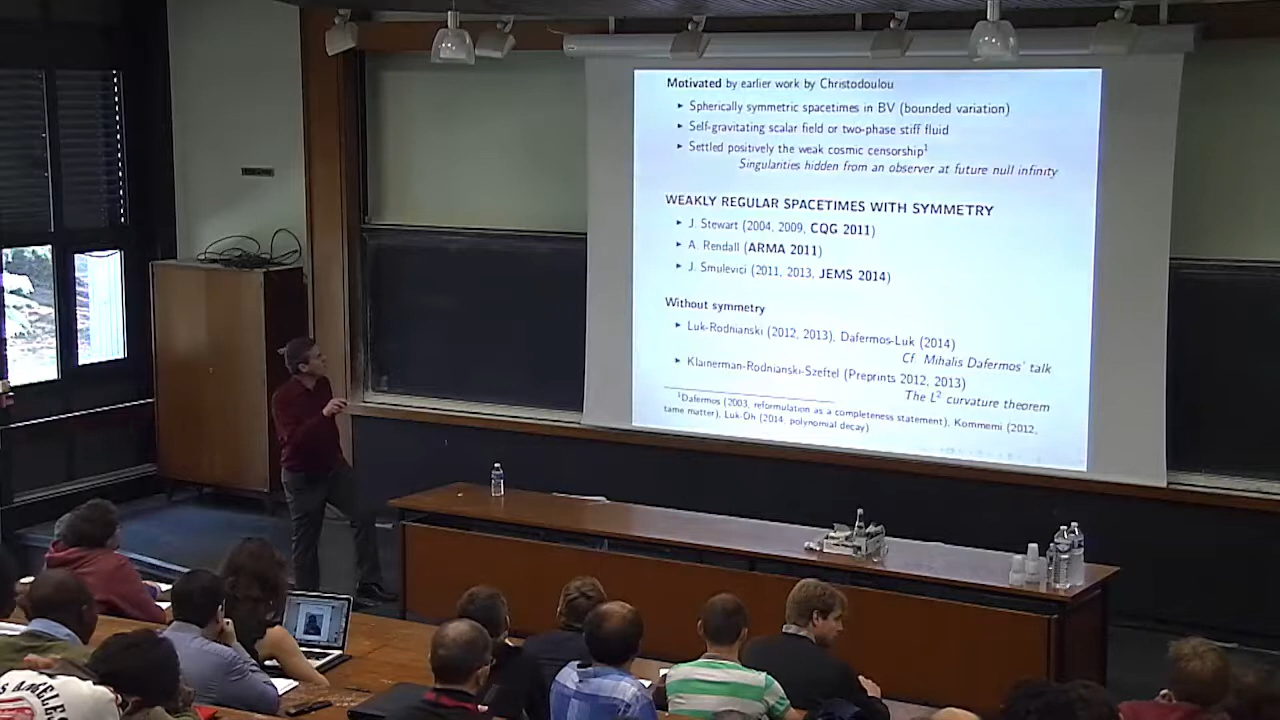 Motivated by earlier work by Christodoulou
▸ Spherically symmetric spacetimes in BV (bounded variation)
▸ Self-gravitating scalar field or two-phase stiff fluid
▸ Settled positively the weak cosmic censorship¹
Singularities hidden from an observer at future null infinity
WEAKLY REGULAR SPACETIMES WITH SYMMETRY
▸ J. Stewart (2004, 2009, CQG 2011)
▸ A. Rendall (ARMA 2011)
▸ J. Smulevici (2011, 2013, JEMS 2014)
Without symmetry
▸ Luk-Rodnianski (2012, 2013), Dafermos-Luk (2014)
Cf. Mihalis Dafermos' talk
▸ Klainerman-Rodnianski-Szeftel (Preprints 2012, 2013)
The L² curvature theorem
¹Dafermos (2003, reformulation as a completeness statement), Kommemi (2012,
tame matter), Luk-Oh (2014, polynomial decay)
S ANGELES